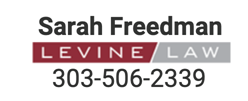 Sarah Freedman
LEVINE LAW
303-506-2339